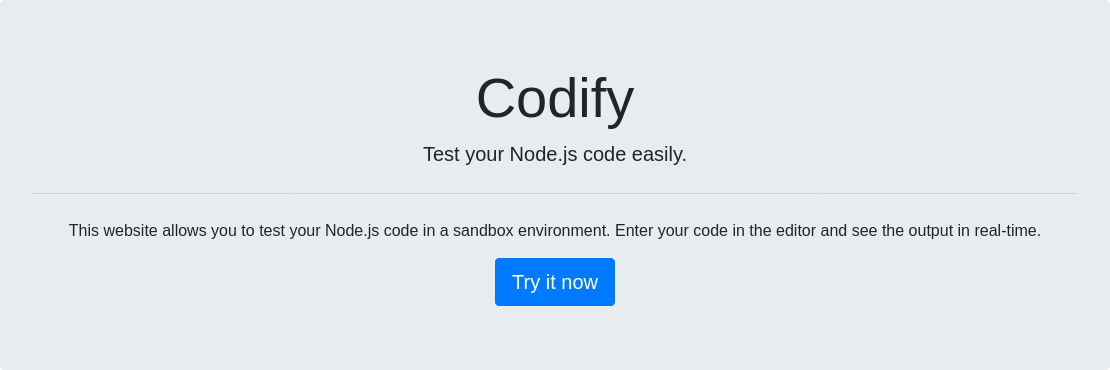 Codify
Test your Node.js code easily.
This website allows you to test your Node.js code in a sandbox environment. Enter your code in the editor and see the output in real-time.
Try it now